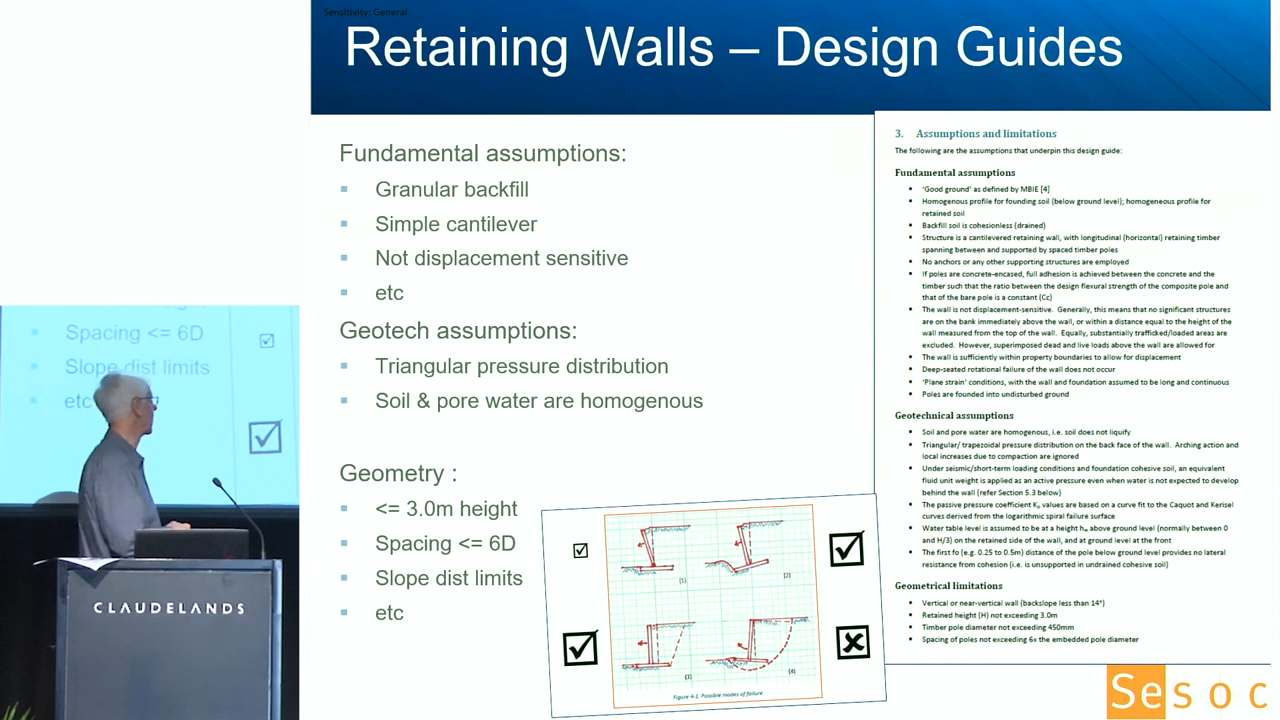 Sensitivity: General
Retaining Walls – Design Guides
Fundamental assumptions:
Granular backfill
Simple cantilever
Not displacement sensitive
etc
Geotech assumptions:
Triangular pressure distribution
Soil & pore water are homogenous
Geometry :
<= 3.0m height
Spacing <= 6D
Slope dist limits
etc
3. Assumptions and limitations
The following are the assumptions that underpin this design guide:
Fundamental assumptions
'Good ground' as defined by MBIE [4]
Homogenous profile for founding soil (below ground level); homogeneous profile for
retained soil
Backfill soil is cohesionless (drained)
Structure is a cantilevered retaining wall, with longitudinal (horizontal) retaining timber
spanning between and supported by spaced timber poles
No anchors or any other supporting structures are employed
If poles are concrete-encased, full adhesion is achieved between the concrete and the
timber such that the ratio between the design flexural strength of the composite pole and
that of the bare pole is a constant (Cc)
The wall is not displacement-sensitive. Generally, this means that no significant structures
are on the bank immediately above the wall, or within a distance equal to the height of the
wall measured from the top of the wall. Equally, substantially trafficked/loaded areas are
excluded. However, superimposed dead and live loads above the wall are allowed for
The wall is sufficiently within property boundaries to allow for displacement
Deep-seated rotational failure of the wall does not occur
'Plane strain' conditions, with the wall and foundation assumed to be long and continuous
Poles are founded into undisturbed ground
Geotechnical assumptions
Soil and pore water are homogenous, i.e. soil does not liquify
Triangular/ trapezoidal pressure distribution on the back face of the wall. Arching action and
local increases due to compaction are ignored
Under seismic/short-term loading conditions and foundation cohesive soil, an equivalent
fluid unit weight is applied as an active pressure even when water is not expected to develop
behind the wall (refer Section 5.3 below)
The passive pressure coefficient Kp values are based on a curve fit to the Caquot and Kerisel
curves derived from the logarithmic spiral failure surface
Water table level is assumed to be at a height hw above ground level (normally between 0
and H/3) on the retained side of the wall, and at ground level at the front
The first fo (e.g. 0.25 to 0.5m) distance of the pole below ground level provides no lateral
resistance from cohesion (i.e. is unsupported in undrained cohesive soil)
Geometrical limitations
Vertical or near-vertical wall (backslope less than 14°)
Retained height (H) not exceeding 3.0m
Timber pole diameter not exceeding 450mm
Spacing of poles not exceeding 6x the embedded pole diameter
(1)
(2)
(3)
(4)
Figure 4-1. Possible modes of failure
Sesoc
Spacing <= 6D
Slope dist limits
etc
CLAUDELANDS